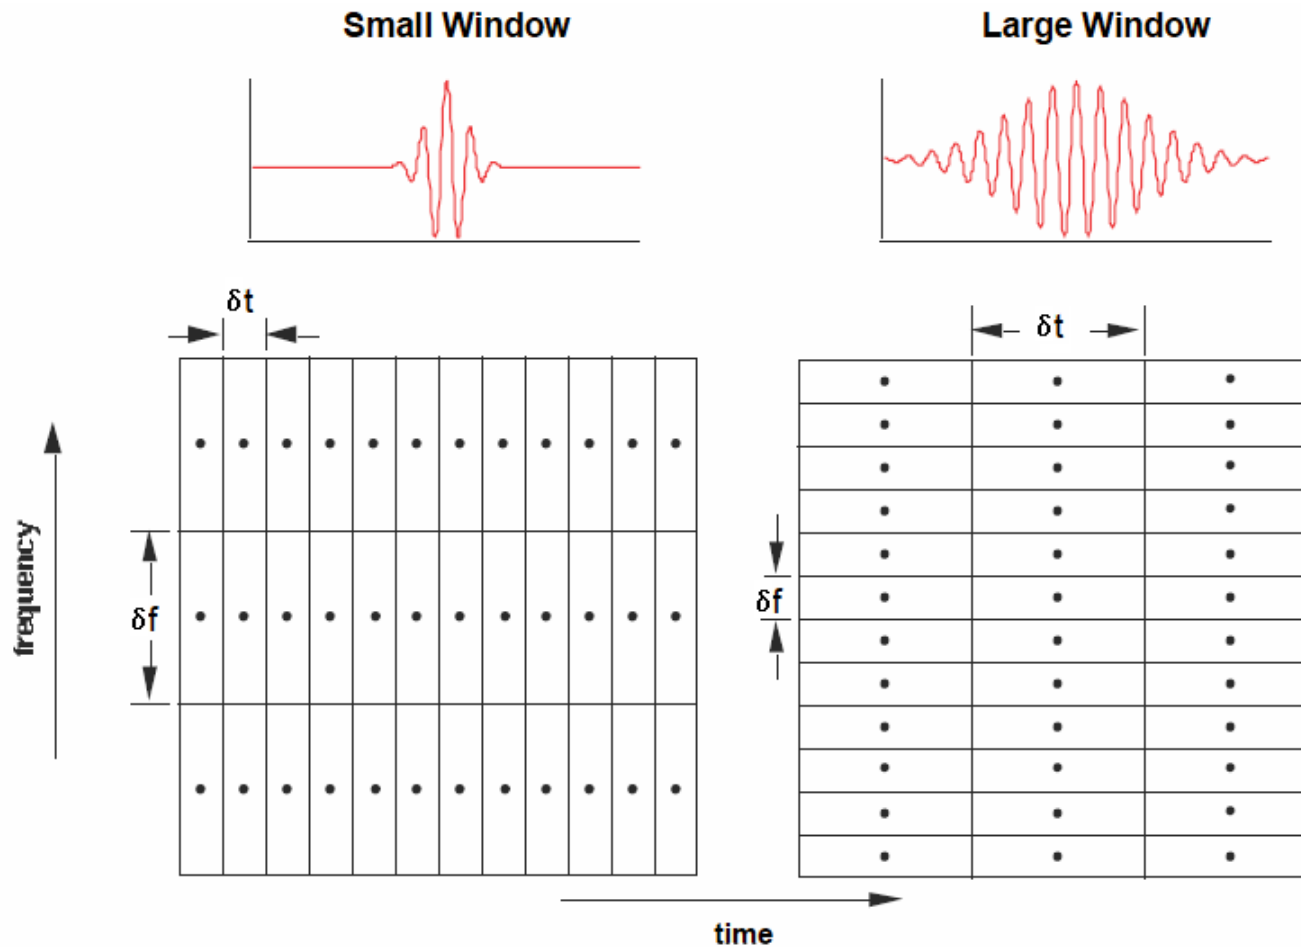 Small Window
Large Window
δt
δt
frequency
δf
δf
time